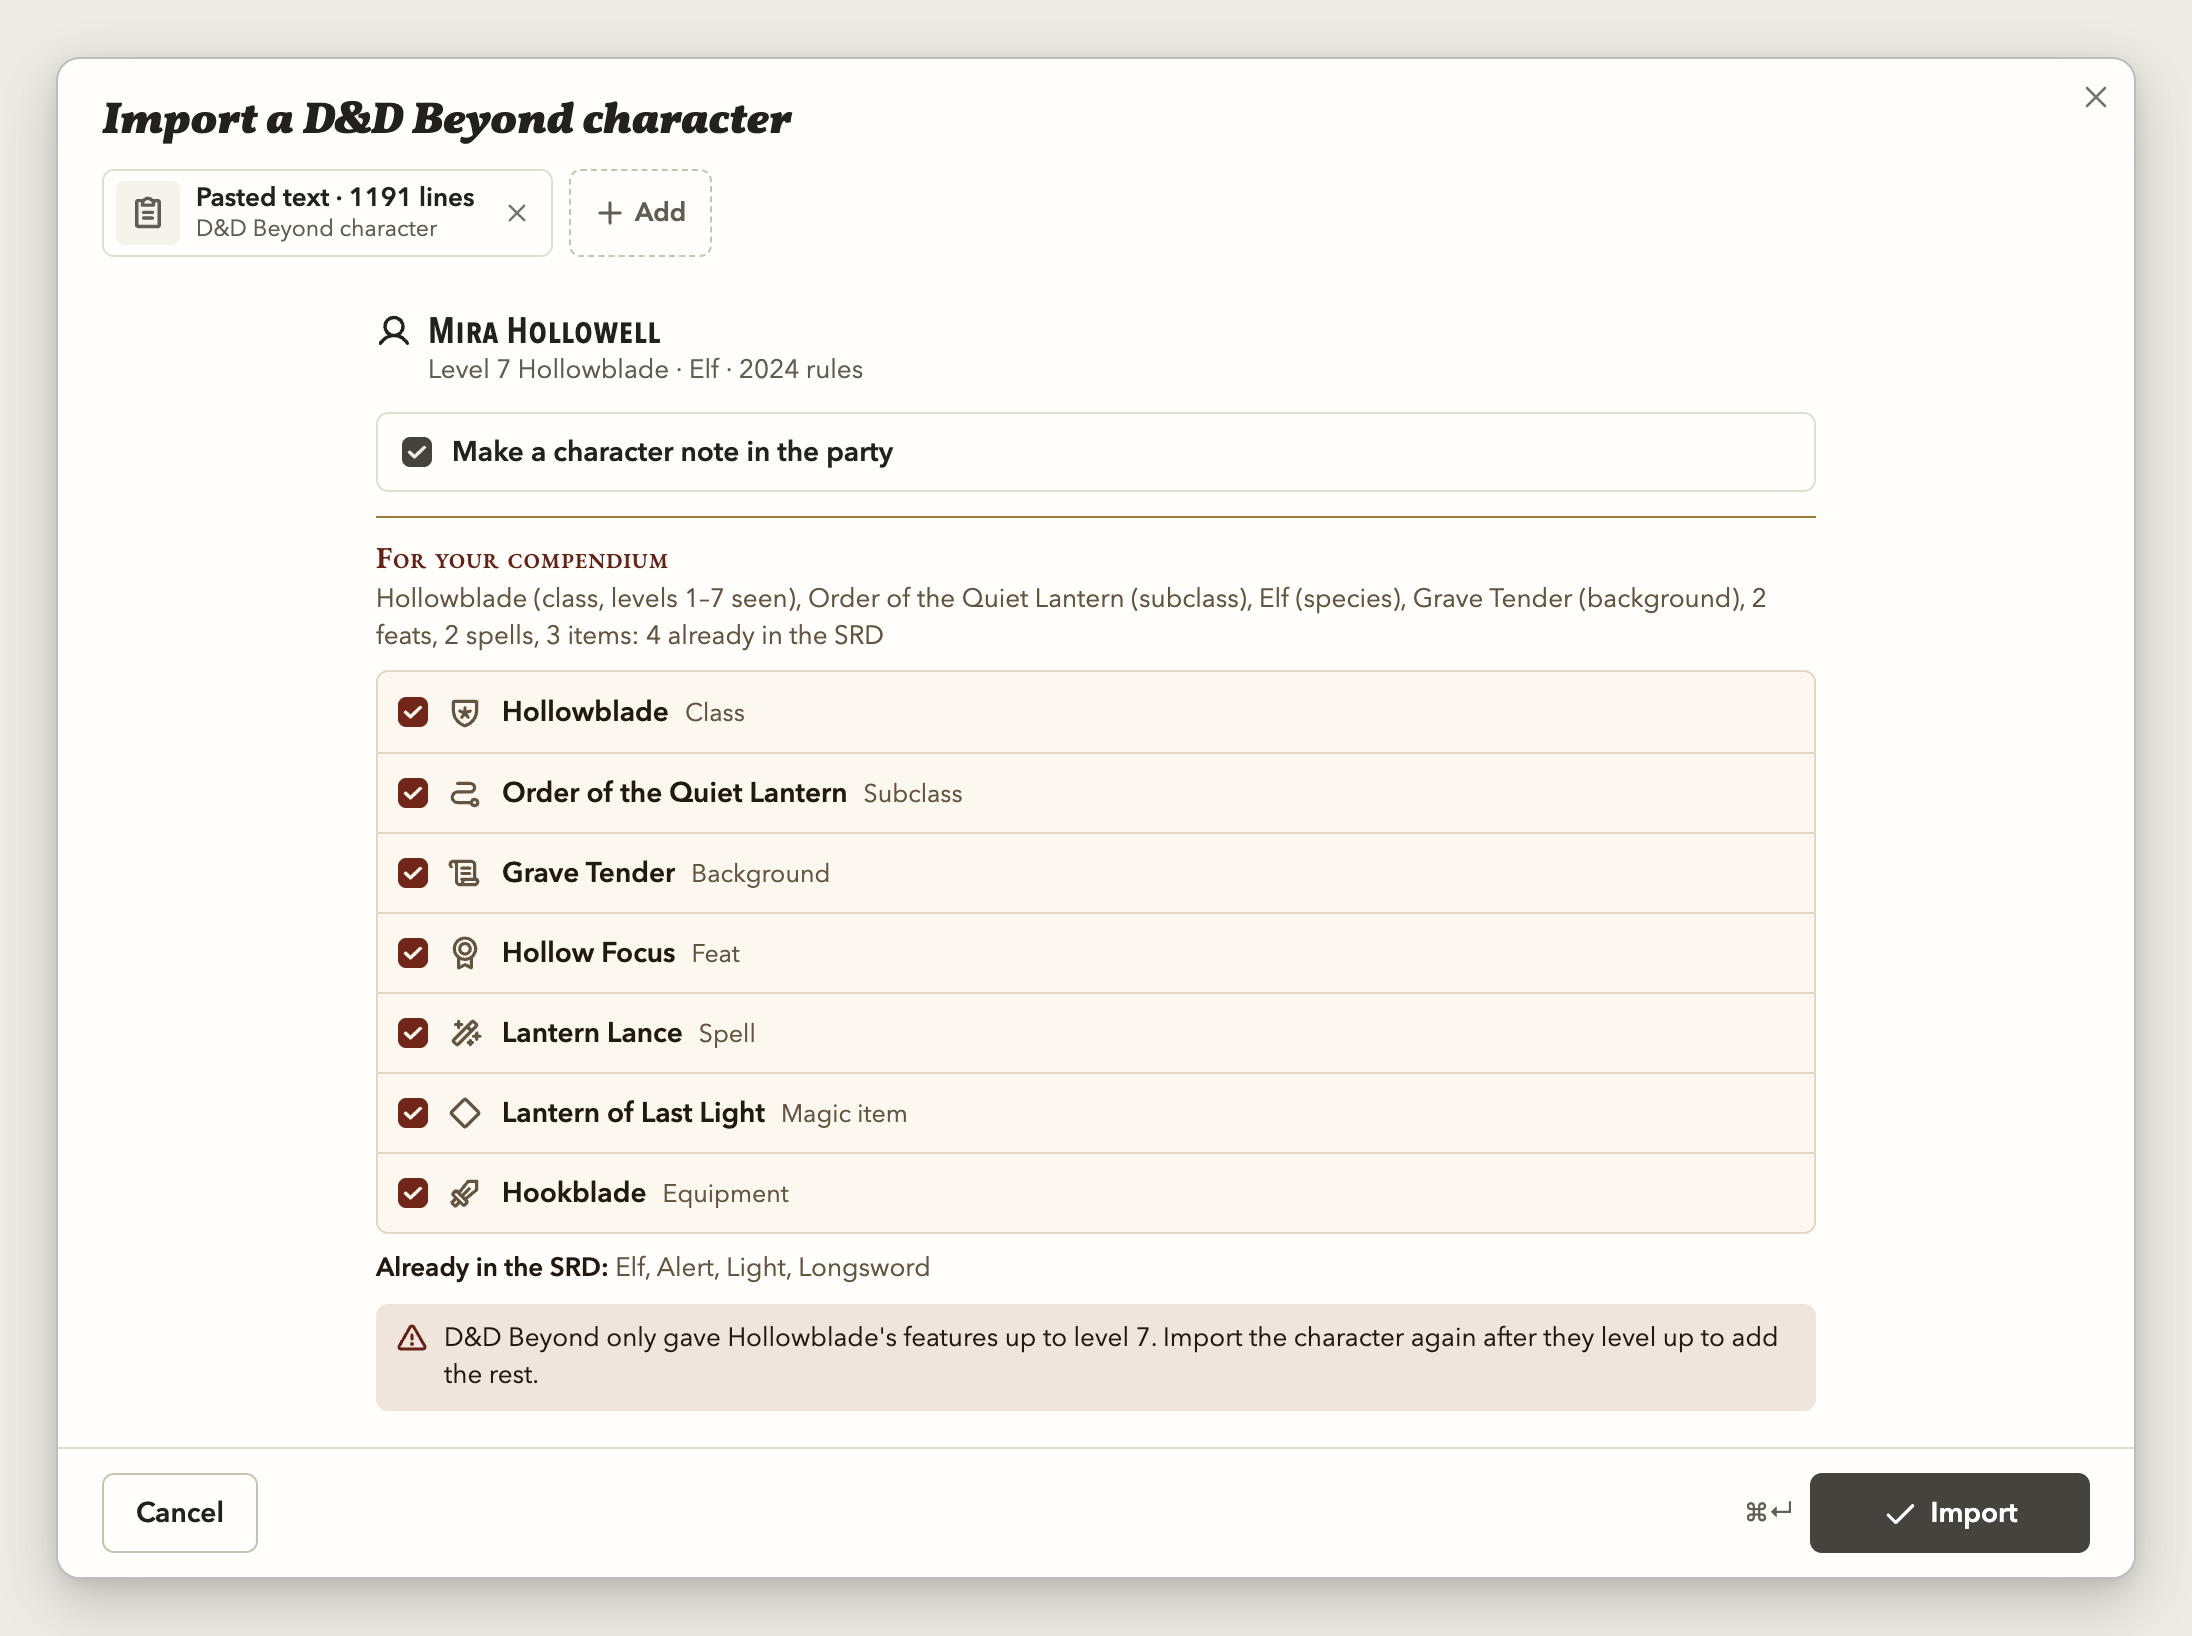 Import a D&D Beyond character
Pasted text · 1191 lines
D&D Beyond character
Add
Mira Hollowell
Level 7 Hollowblade · Elf · 2024 rules
Make a character note in the party
For your compendium
Hollowblade (class, levels 1–7 seen), Order of the Quiet Lantern (subclass), Elf (species), Grave Tender (background), 2
feats, 2 spells, 3 items: 4 already in the SRD
Hollowblade Class
Order of the Quiet Lantern Subclass
Grave Tender Background
Hollow Focus Feat
Lantern Lance Spell
Lantern of Last Light Magic item
Hookblade Equipment
Already in the SRD: Elf, Alert, Light, Longsword
D&D Beyond only gave Hollowblade's features up to level 7. Import the character again after they level up to add
the rest.
Cancel
⌘↵
Import